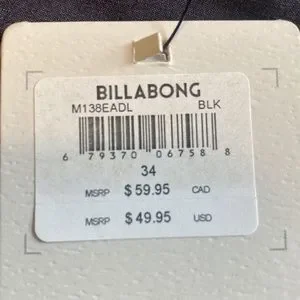 BILLABONG
M138EADL BLK
6 79370 06758 8
34
MSRP $59.95 CAD
MSRP $49.95 USD